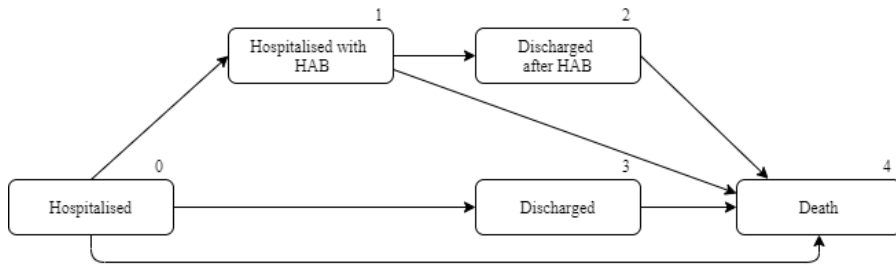 1
Hospitalised with
HAB
2
Discharged
after HAB
0
Hospitalised
3
Discharged
4
Death